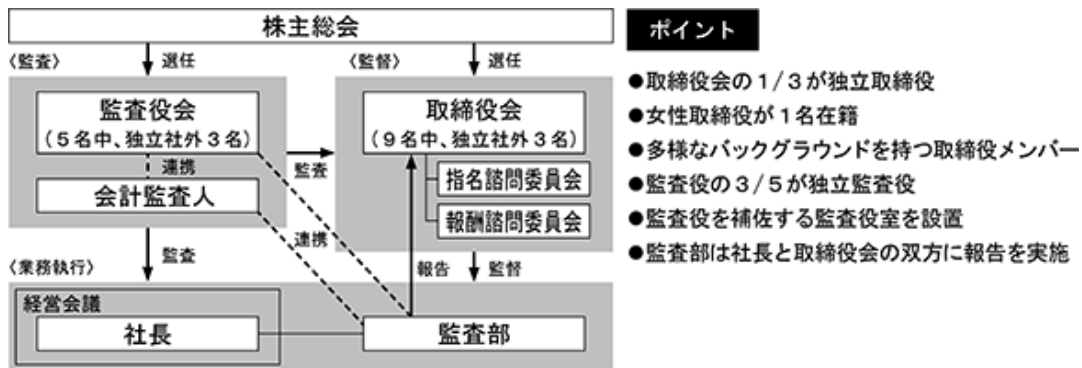 株主総会
〈監査〉
選任
〈監督〉
選任
監査役会
(5名中、独立社外3名)
取締役会
(9名中、独立社外3名)
連携
監査
会計監査人
指名諮問委員会
報酬諮問委員会
連携
監査
報告
監督
〈業務執行〉
経営会議
社長
監査部
ポイント
●取締役会の1/3が独立取締役
●女性取締役が1名在籍
●多様なバックグラウンドを持つ取締役メンバー
●監査役の3/5が独立監査役
●監査役を補佐する監査役室を設置
●監査部は社長と取締役会の双方に報告を実施